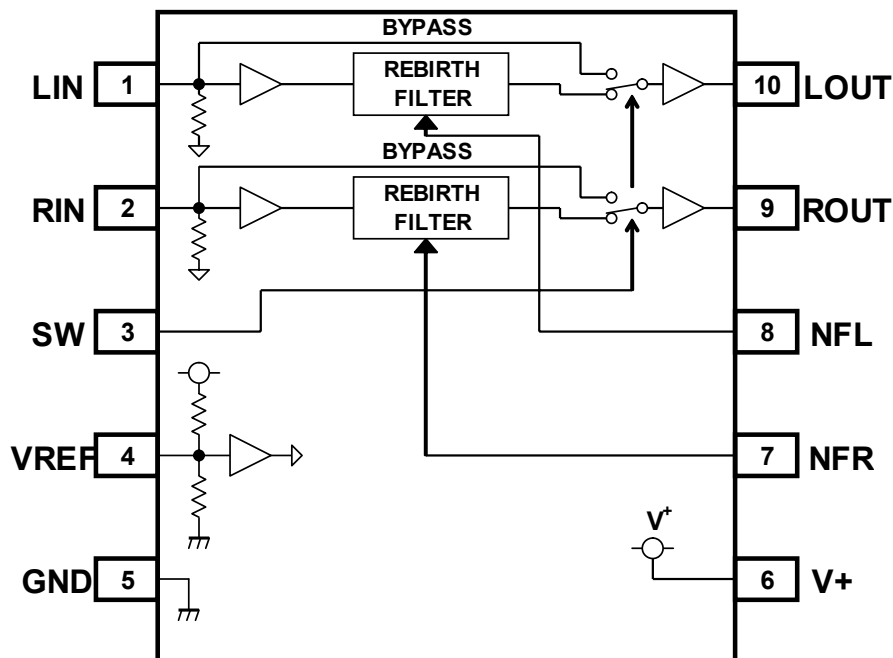 BYPASS
LIN 1 REBIRTH FILTER 10 LOUT
BYPASS
RIN 2 REBIRTH FILTER 9 ROUT
SW 3 8 NFL
VREF 4 7 NFR
V+
GND 5 6 V+